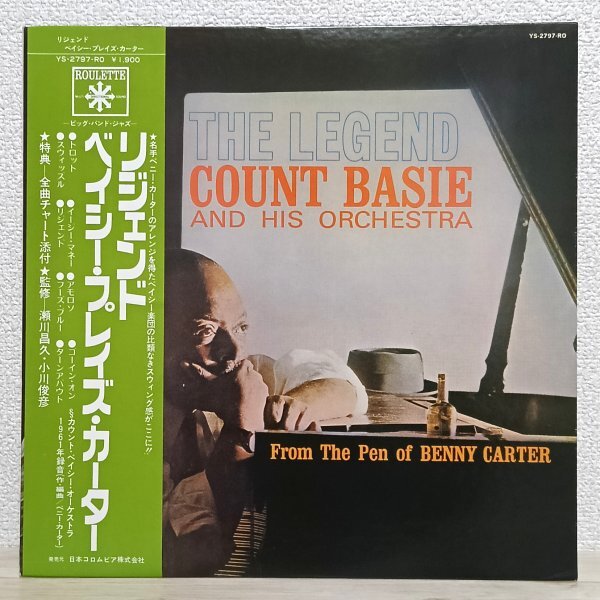 リジェンド
ベイシー・プレイズ・カーター
YS-2797-RO ¥1,900
ROULETTE
―ビッグ・バンド・ジャズ―
★名手ベニー・カーターのアレンジを得たベイシー楽団の比類なきスウィング感がここに!!
リジェンド
ベイシー・プレイズ・カーター
●トロット
●スウィッズル
●イージー・マネー
●リジェンド
●アモロソ
●フーズ・ブルー
●ゴーイン・オン
●ターンアバウト
カウント・ベイシー・オーケストラ
1961年録音(作・編曲/ベニー・カーター)
★特典―全曲チャート添付★監修―瀬川昌久・小川俊彦
発売元 日本コロムビア株式会社
YS-2797-RO
THE LEGEND
COUNT BASIE
AND HIS ORCHESTRA
From The Pen of BENNY CARTER